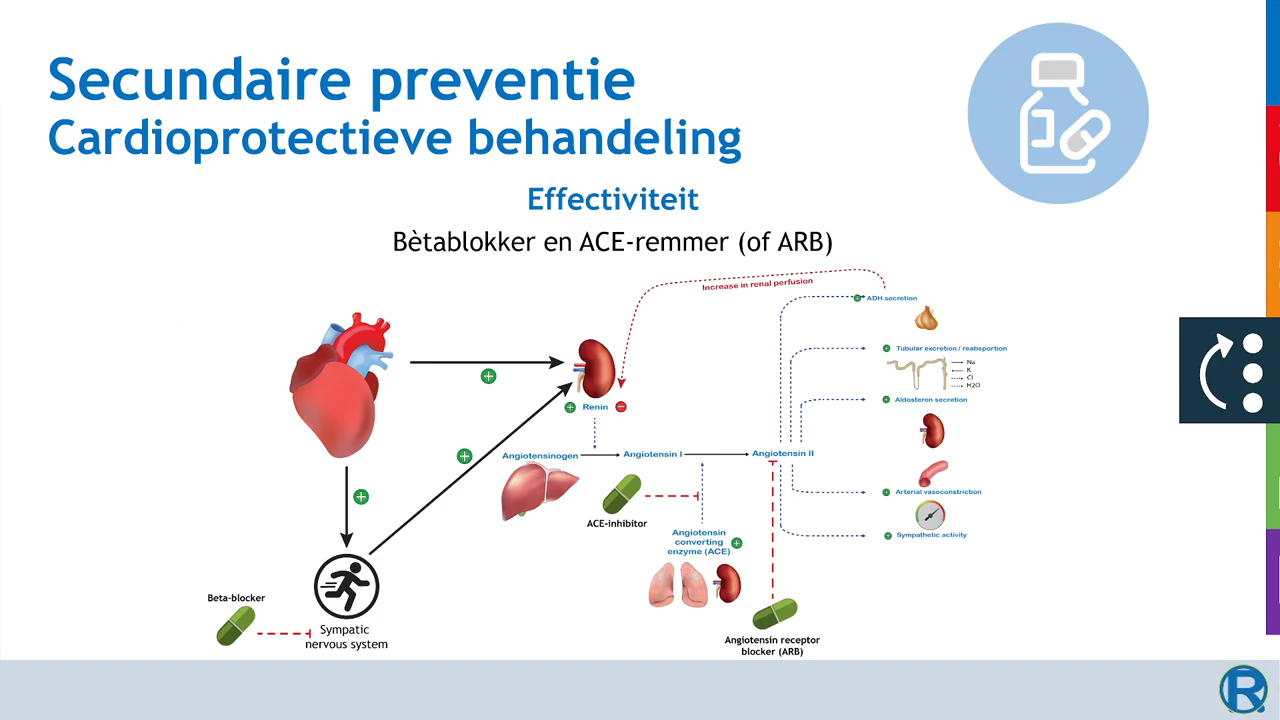 Secundaire preventie
Cardioprotectieve behandeling
Effectiviteit
Bètablokker en ACE-remmer (of ARB)
Increase in renal perfusion
ADH secretion
Tubular excretion / reabsportion
Na
K
Cl
H2O
Renin
Aldosteron secretion
Angiotensinogen
Angiotensin I
Angiotensin II
ACE-inhibitor
Arterial vasoconstriction
Angiotensin
converting
enzyme (ACE)
Sympathetic activity
Beta-blocker
Sympatic
nervous system
Angiotensin receptor
blocker (ARB)
R